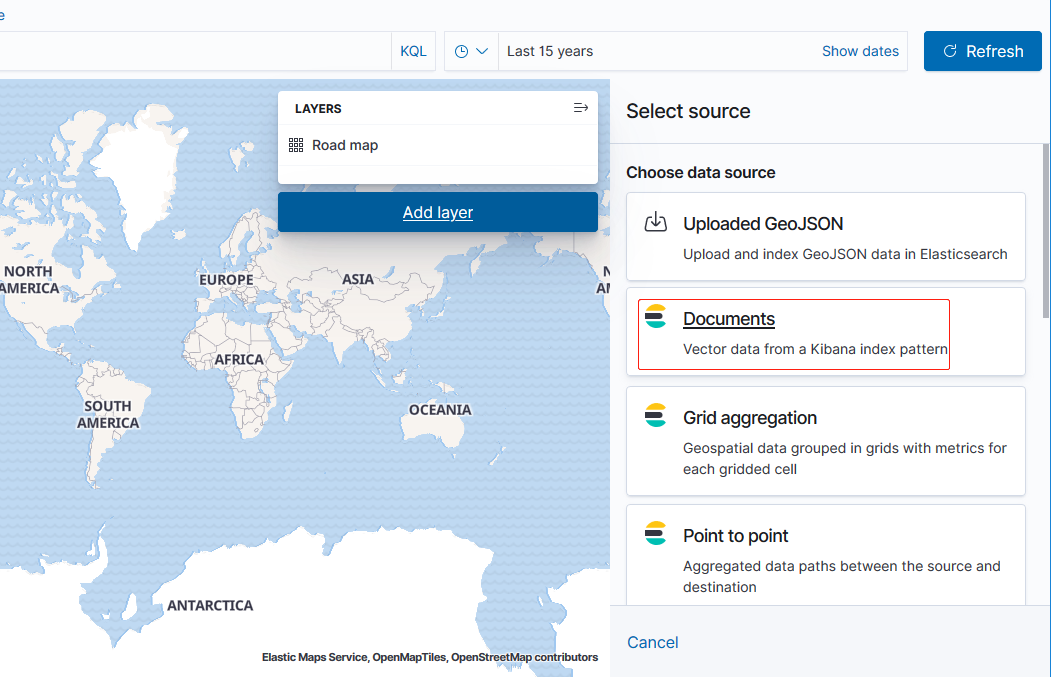 e
KQL
Last 15 years
Show dates
Refresh
LAYERS
Road map
Add layer
NORTH
AMERICA
EUROPE
ASIA
N
AM
AFRICA
SOUTH
AMERICA
OCEANIA
ANTARCTICA
Elastic Maps Service, OpenMapTiles, OpenStreetMap contributors
Select source
Choose data source
Uploaded GeoJSON
Upload and index GeoJSON data in Elasticsearch
Documents
Vector data from a Kibana index pattern
Grid aggregation
Geospatial data grouped in grids with metrics for
each gridded cell
Point to point
Aggregated data paths between the source and
destination
Cancel